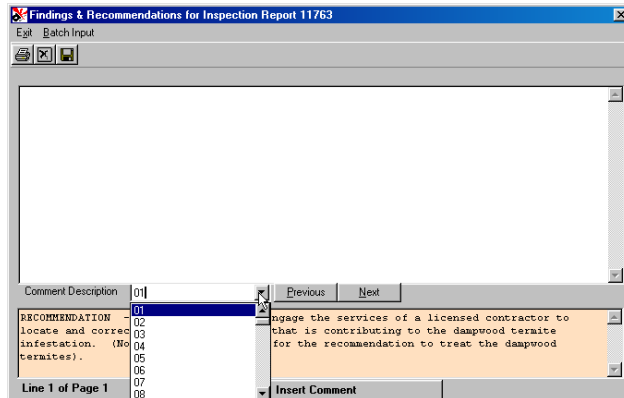 Findings & Recommendations for Inspection Report 11763
Exit Batch Input
Comment Description 01 Previous Next
01
02
03
04
05
06
07
08
RECOMMENDATION - ngage the services of a licensed contractor to
locate and correc that is contributing to the dampwood termite
infestation. (No for the recommendation to treat the dampwood
termites).
Line 1 of Page 1 Insert Comment